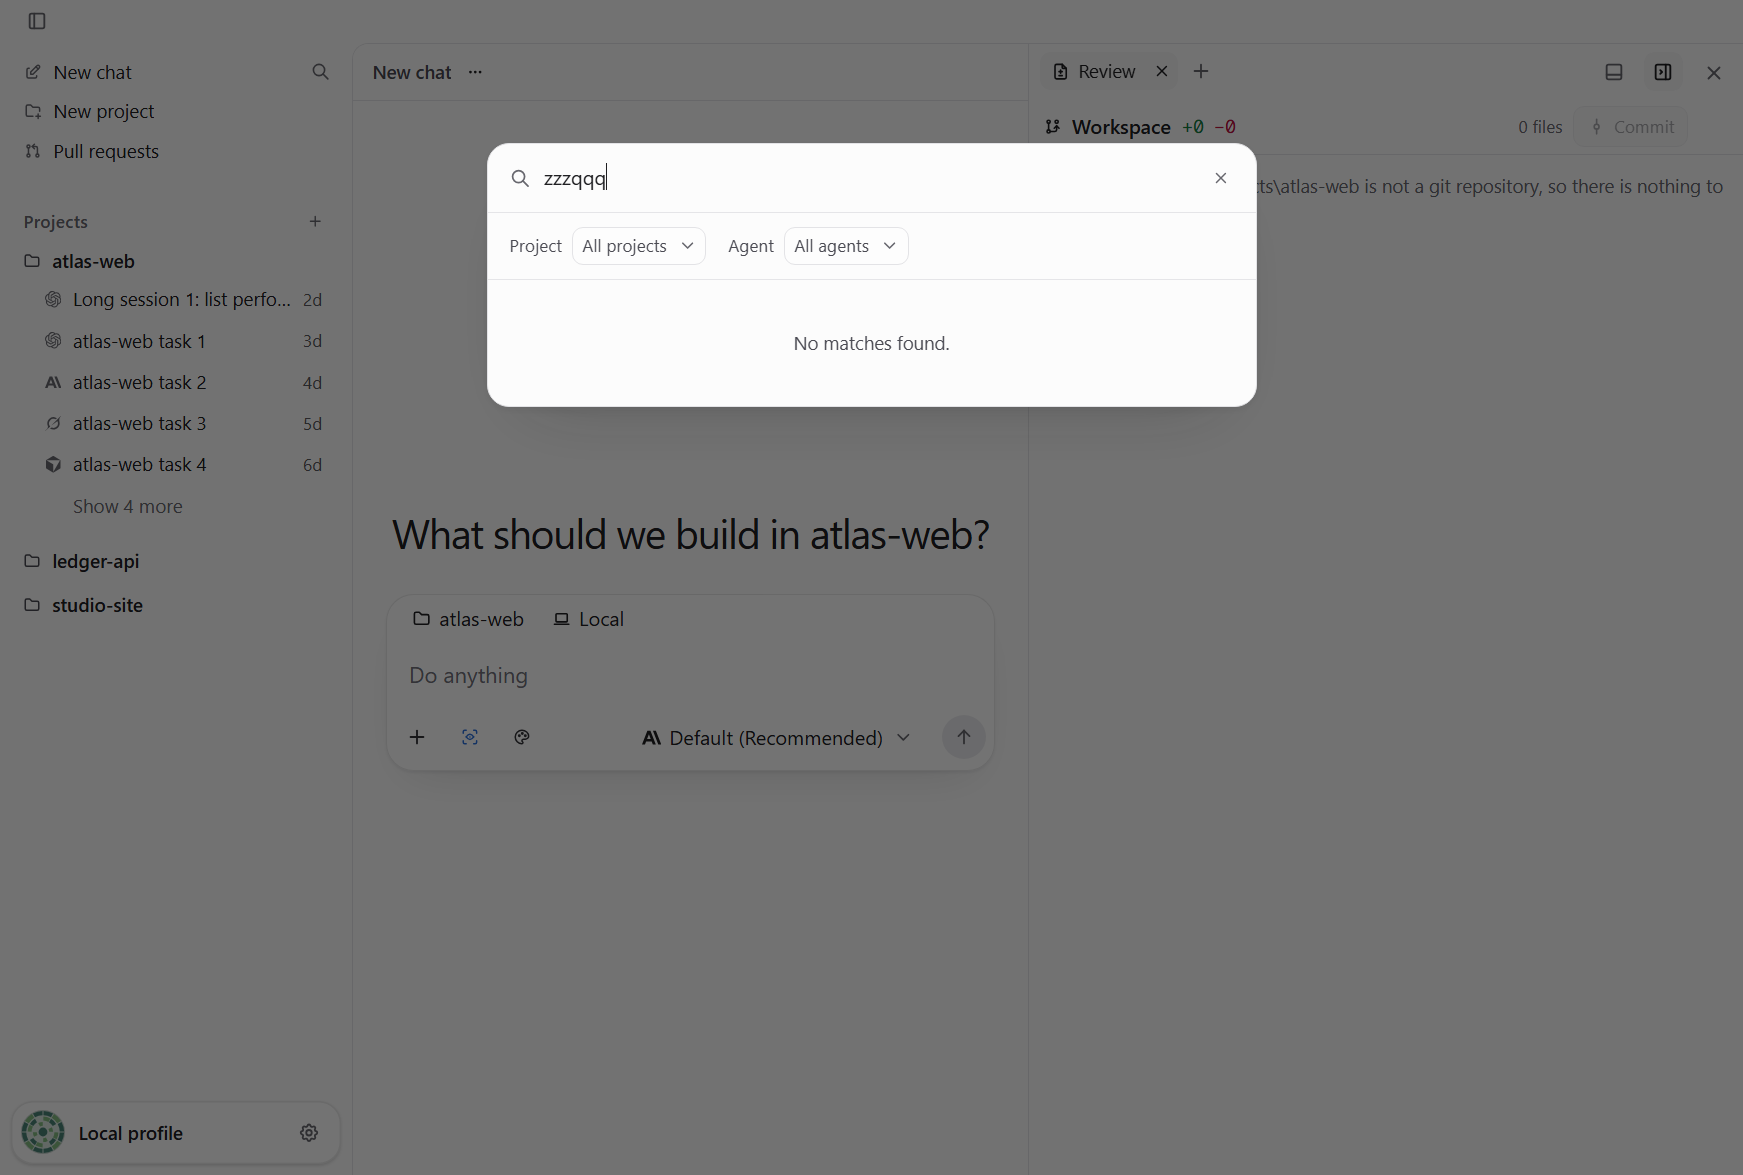 New chat
New project
Pull requests
Projects
atlas-web
Long session 1: list perfo... 2d
atlas-web task 1 3d
atlas-web task 2 4d
atlas-web task 3 5d
atlas-web task 4 6d
Show 4 more
ledger-api
studio-site
Local profile
New chat
zzzqqq
Project All projects Agent All agents
No matches found.
What should we build in atlas-web?
atlas-web Local
Do anything
Default (Recommended)
Review
Workspace +0 −0 0 files Commit
cts\atlas-web is not a git repository, so there is nothing to